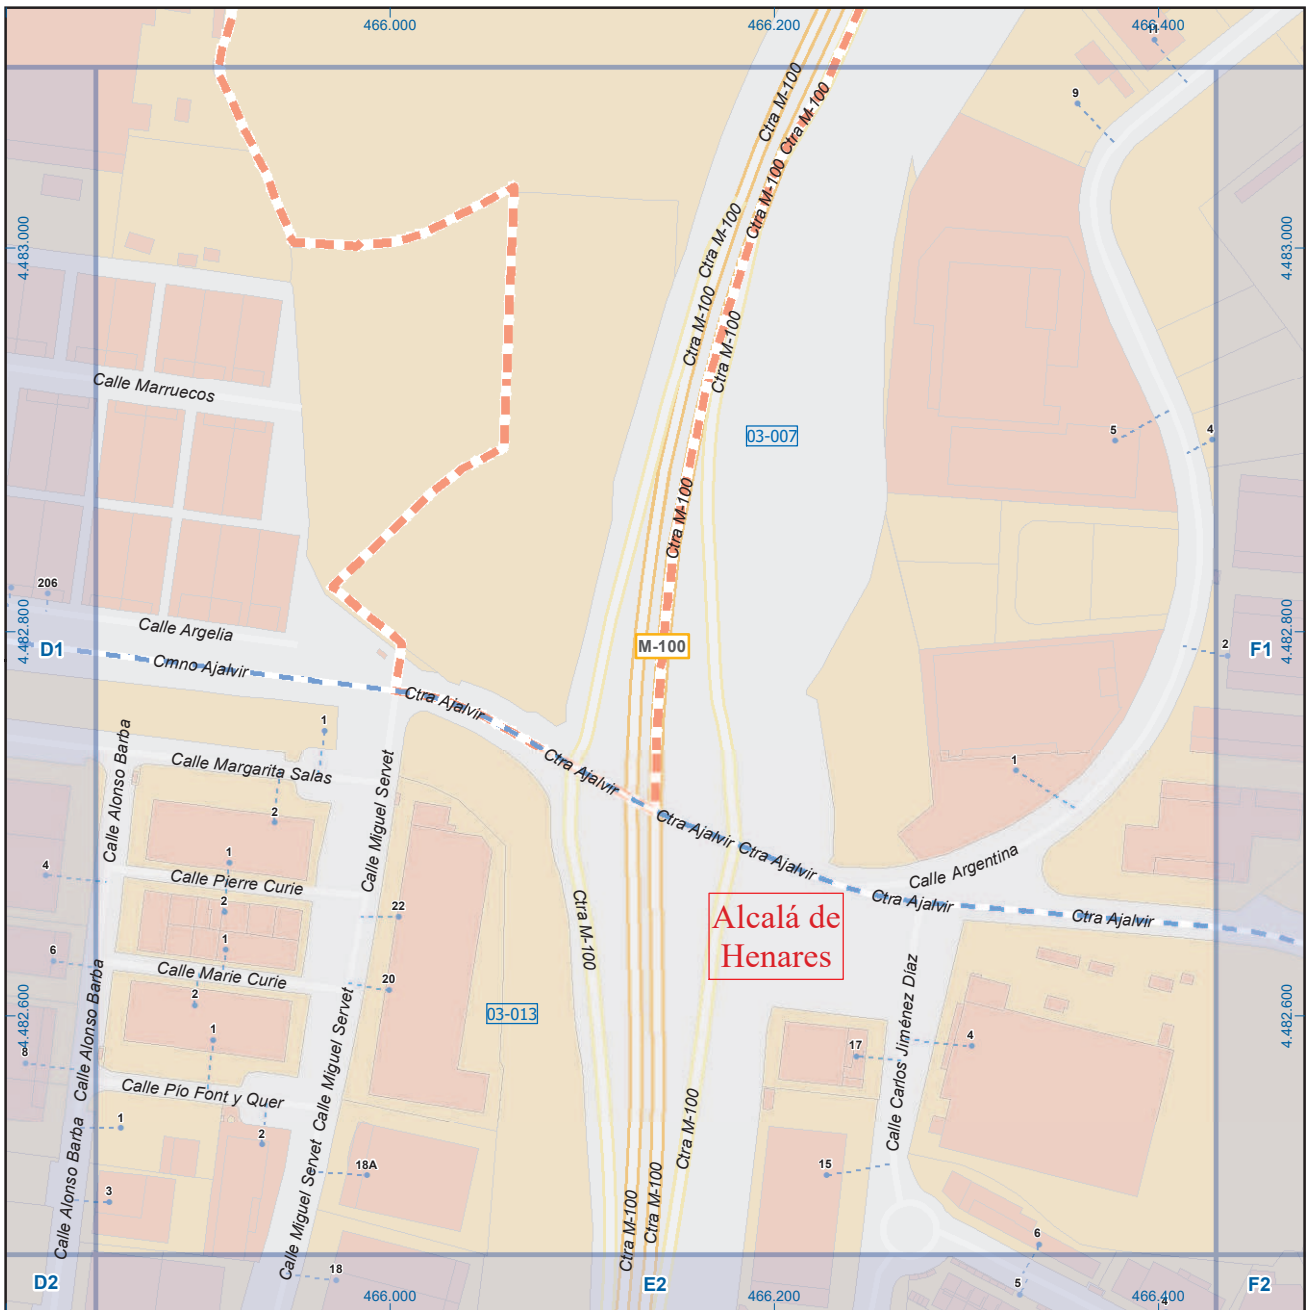 466.000
466.200
466.400
11
9
Ctra M-100
Ctra M-100
Ctra M-100
Ctra M-100
4.483.000
4.483.000
Ctra M-100
Ctra M-100
Calle Marruecos
03-007
5
4
Ctra M-100
206
4.482.800
4.482.800
Calle Argelia
M-100
2
D1
F1
Cmno Ajalvir
Ctra Ajalvir
1
Calle Alonso Barba
Calle Margarita Salas
Calle Miguel Servet
Ctra Ajalvir
1
2
Ctra Ajalvir
Ctra Ajalvir
1
4
Calle Pierre Curie
Calle Argentina
2
22
Ctra Ajalvir
Ctra Ajalvir
Alcalá de
Henares
Ctra M-100
1
6
Calle Marie Curie
Calle Alonso Barba
20
2
Calle Miguel Servet
03-013
4.482.600
4.482.600
Calle Carlos Jiménez Díaz
1
17
4
8
Calle Pío Font y Quer
Ctra M-100
1
2
Calle Alonso Barba
Calle Miguel Servet
18A
15
3
Ctra M-100
Ctra M-100
6
18
5
4
D2
E2
F2
466.000
466.200
466.400